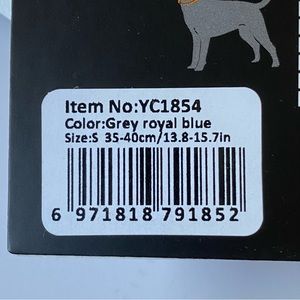 Item No:YC1854
Color:Grey royal blue
Size:S 35-40cm/13.8-15.7in
6 971818 791852